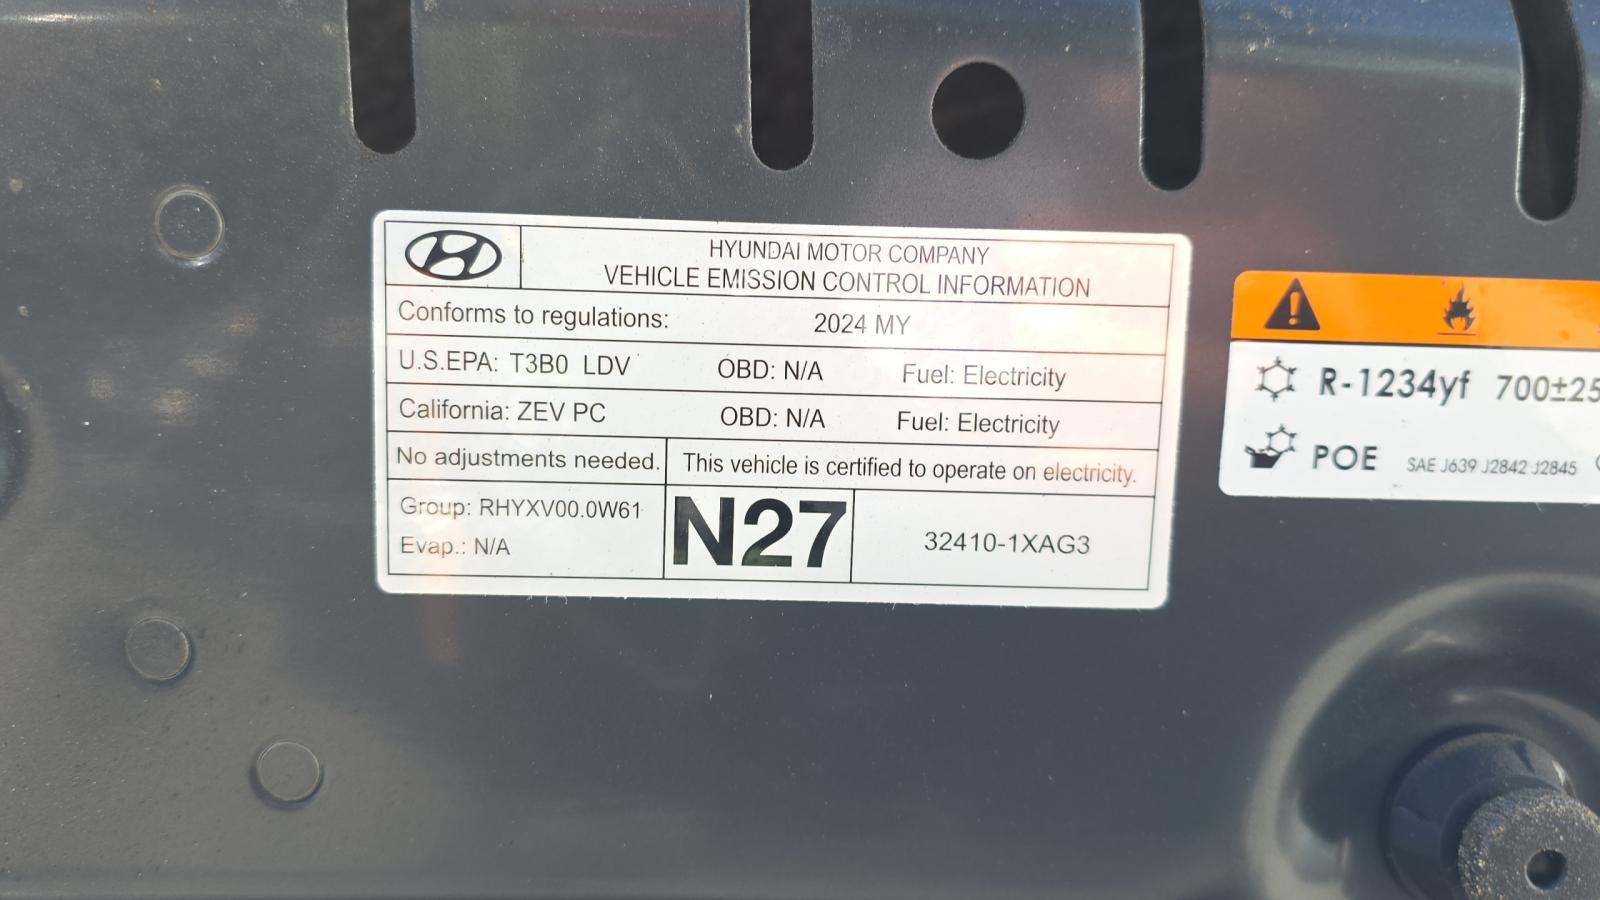 HYUNDAI MOTOR COMPANY
VEHICLE EMISSION CONTROL INFORMATION
Conforms to regulations: 2024 MY
U.S.EPA: T3B0 LDV OBD: N/A Fuel: Electricity
California: ZEV PC OBD: N/A Fuel: Electricity
No adjustments needed. This vehicle is certified to operate on electricity.
Group: RHYXV00.0W61
Evap.: N/A
N27
32410-1XAG3
R-1234yf 700±25
POE SAE J639 J2842 J2845